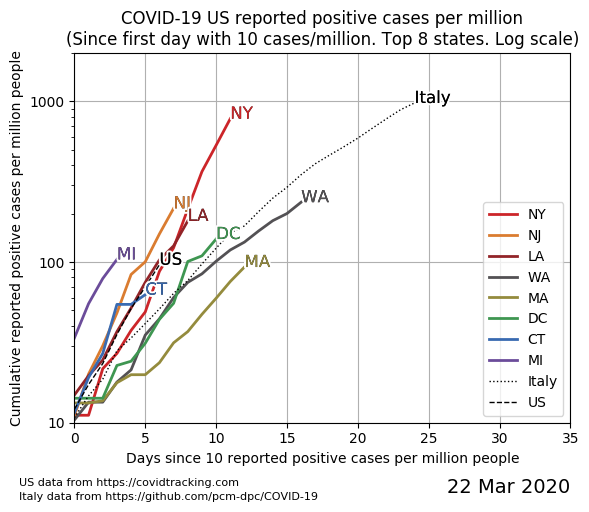 COVID-19 US reported positive cases per million
(Since first day with 10 cases/million. Top 8 states. Log scale)
Cumulative reported positive cases per million people
1000
100
10
Italy
NY
NJ
LA
WA
DC
MI
US
MA
CT
NY
NJ
LA
WA
MA
DC
CT
MI
Italy
US
0 5 10 15 20 25 30 35
Days since 10 reported positive cases per million people
US data from https://covidtracking.com
Italy data from https://github.com/pcm-dpc/COVID-19
22 Mar 2020